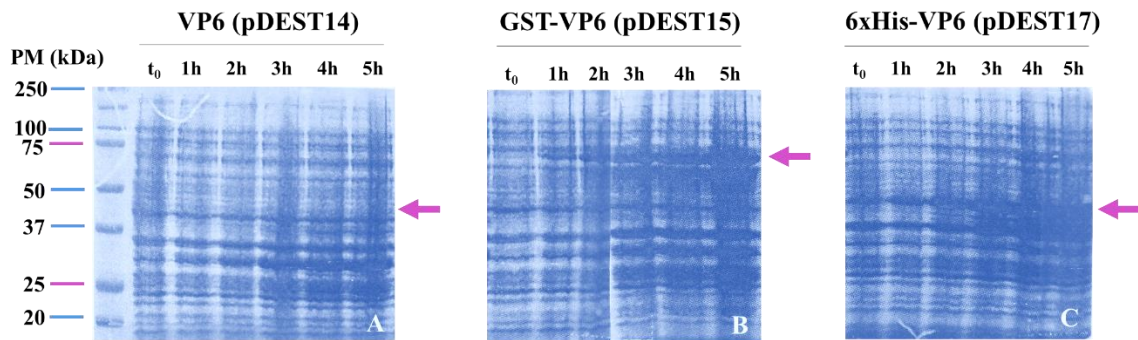 VP6 (pDEST14) GST-VP6 (pDEST15) 6xHis-VP6 (pDEST17)
PM (kDa) t₀ 1h 2h 3h 4h 5h t₀ 1h 2h 3h 4h 5h t₀ 1h 2h 3h 4h 5h
250
100
75
50
37
25
20
A B C